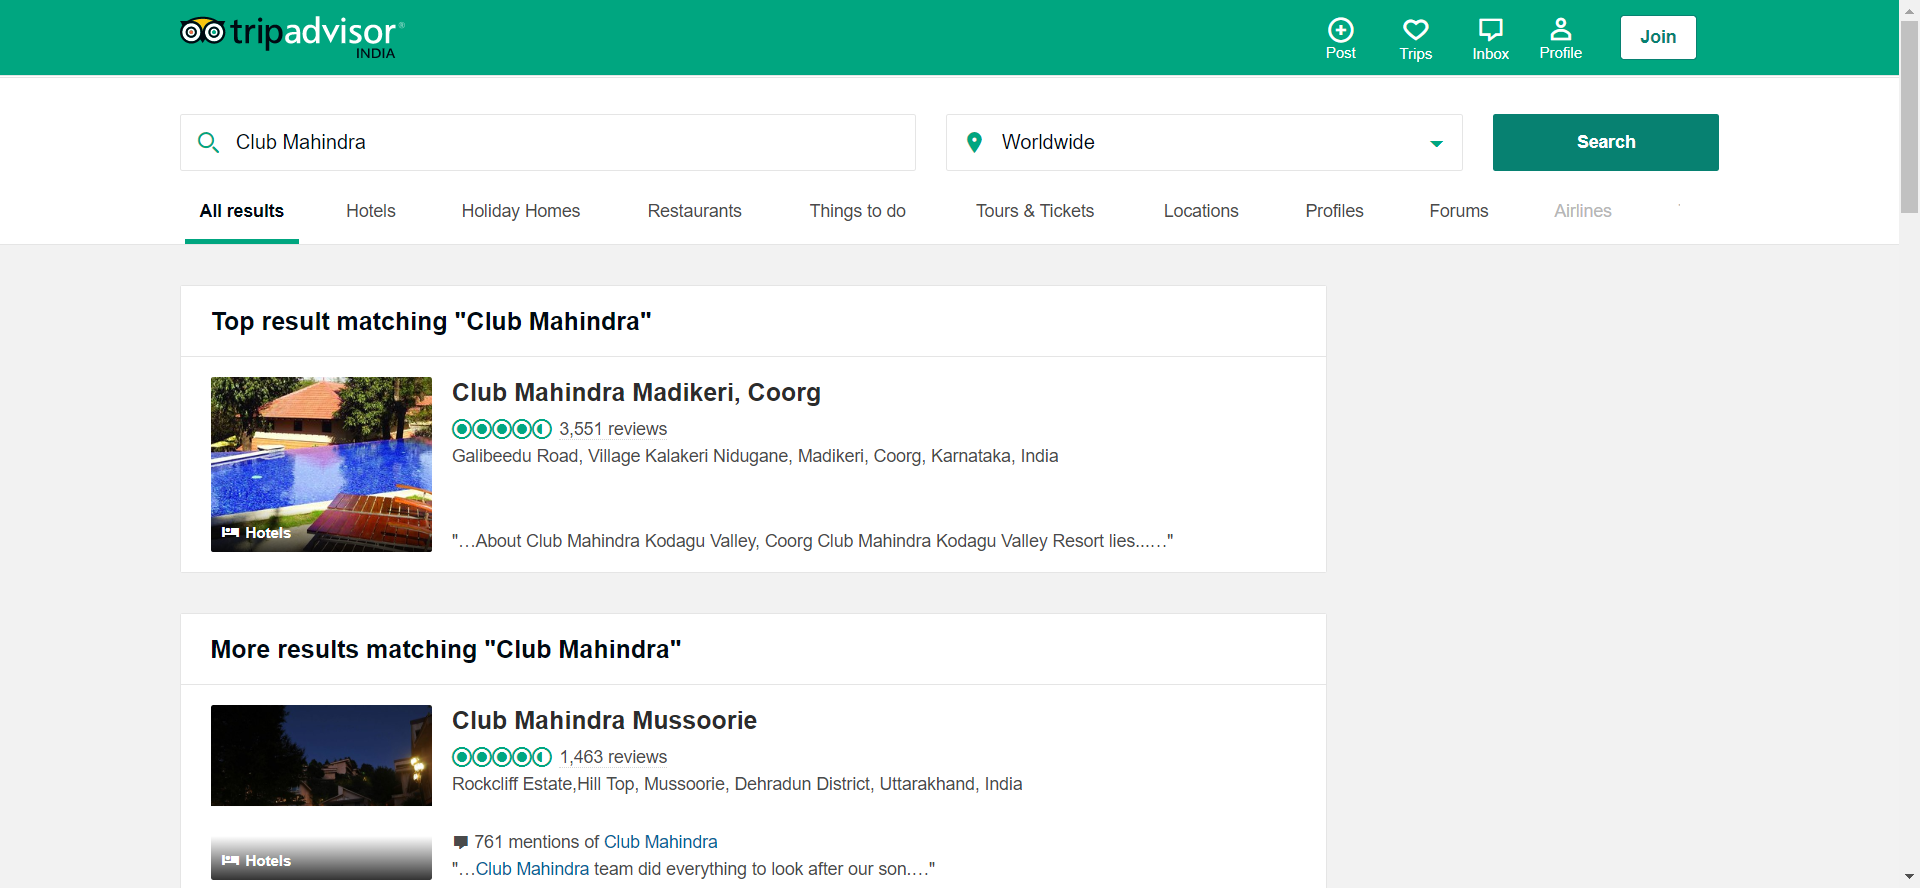 tripadvisor®
INDIA
Post
Trips
Inbox
Profile
Join
Club Mahindra
Worldwide
Search
All results
Hotels
Holiday Homes
Restaurants
Things to do
Tours & Tickets
Locations
Profiles
Forums
Airlines
Top result matching "Club Mahindra"
Club Mahindra Madikeri, Coorg
3,551 reviews
Galibeedu Road, Village Kalakeri Nidugane, Madikeri, Coorg, Karnataka, India
Hotels
"…About Club Mahindra Kodagu Valley, Coorg Club Mahindra Kodagu Valley Resort lies...…"
More results matching "Club Mahindra"
Club Mahindra Mussoorie
1,463 reviews
Rockcliff Estate,Hill Top, Mussoorie, Dehradun District, Uttarakhand, India
761 mentions of Club Mahindra
Hotels
"…Club Mahindra team did everything to look after our son.…"